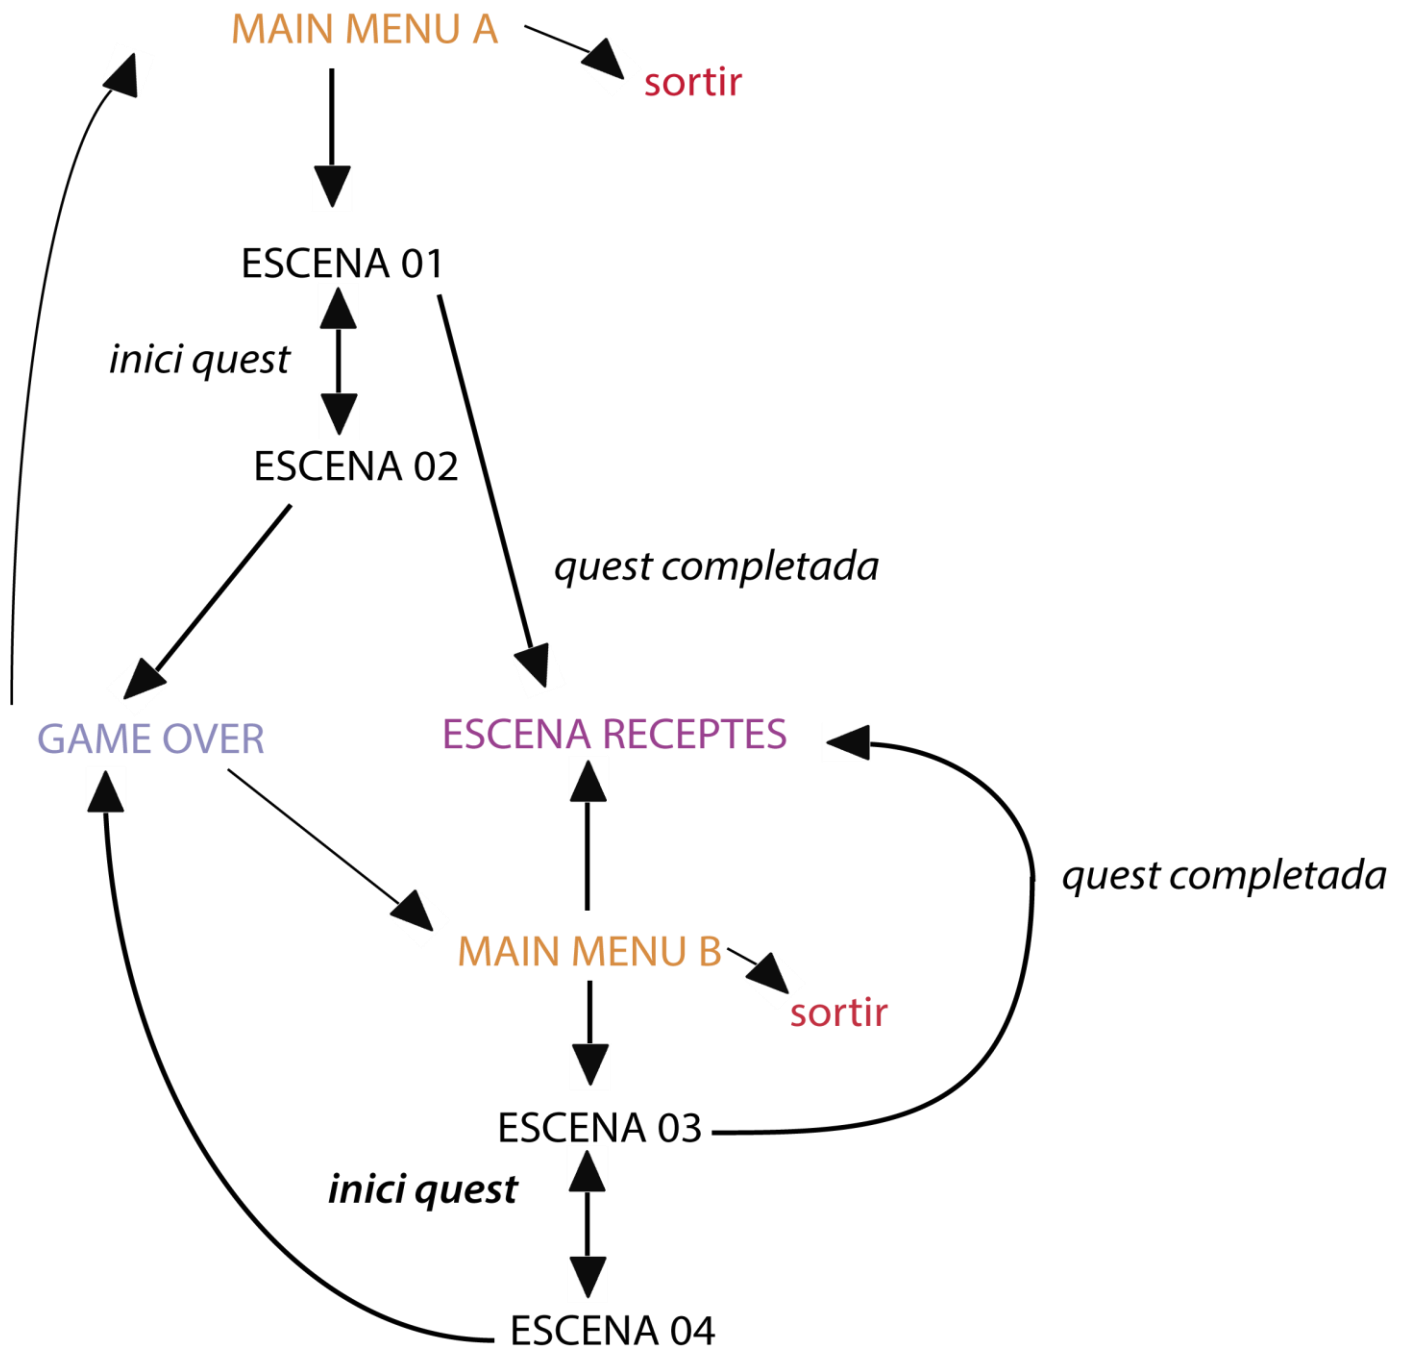 MAIN MENU A
sortir
ESCENA 01
inici quest
ESCENA 02
quest completada
GAME OVER
ESCENA RECEPTES
quest completada
MAIN MENU B
sortir
ESCENA 03
inici quest
ESCENA 04